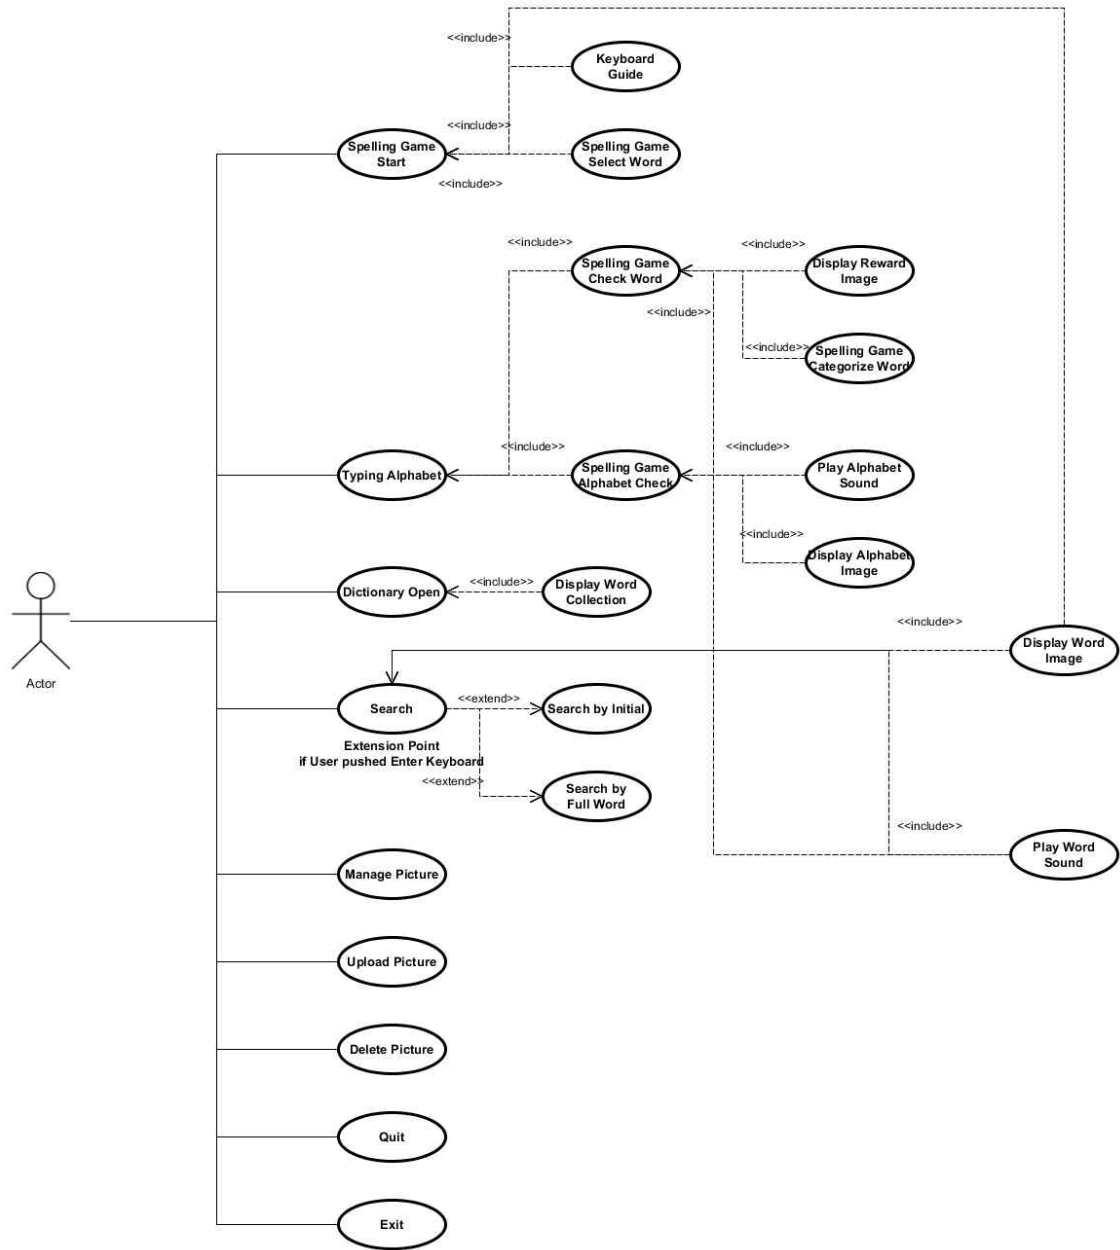 <<include>>
Keyboard
Guide
<<include>>
Spelling Game
Start
Spelling Game
Select Word
<<include>>
<<include>>
Spelling Game
Check Word
<<include>>
Display Reward
Image
<<include>>
<<include>>
Spelling Game
Categorize Word
Typing Alphabet
<<include>>
Spelling Game
Alphabet Check
<<include>>
Play Alphabet
Sound
<<include>>
Display Alphabet
Image
Actor
Dictionary Open
<<include>>
Display Word
Collection
<<include>>
Display Word
Image
Search
<<extend>>
Search by Initial
Extension Point
if User pushed Enter Keyboard
<<extend>>
Search by
Full Word
<<include>>
Play Word
Sound
Manage Picture
Upload Picture
Delete Picture
Quit
Exit